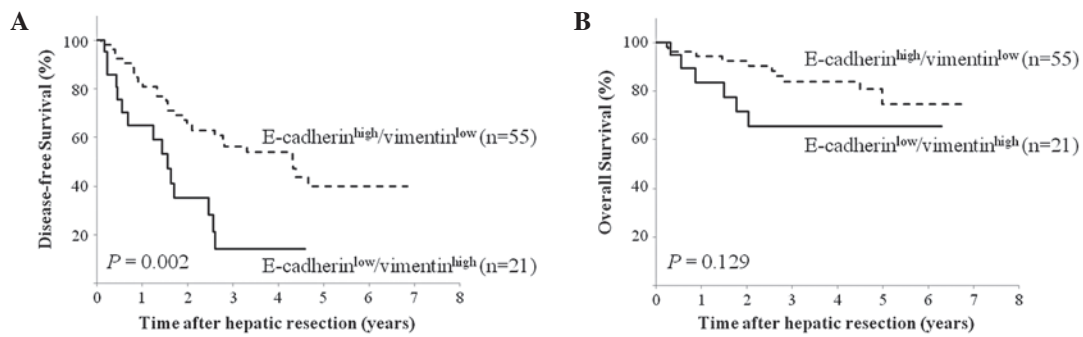 A
Disease-free Survival (%)
100
80
60
40
20
E-cadherinhigh/vimentinlow (n=55)
P = 0.002
E-cadherinlow/vimentinhigh (n=21)
0 1 2 3 4 5 6 7 8
Time after hepatic resection (years)
B
Overall Survival (%)
100
80
60
40
20
E-cadherinhigh/vimentinlow (n=55)
E-cadherinlow/vimentinhigh (n=21)
P = 0.129
0 1 2 3 4 5 6 7 8
Time after hepatic resection (years)